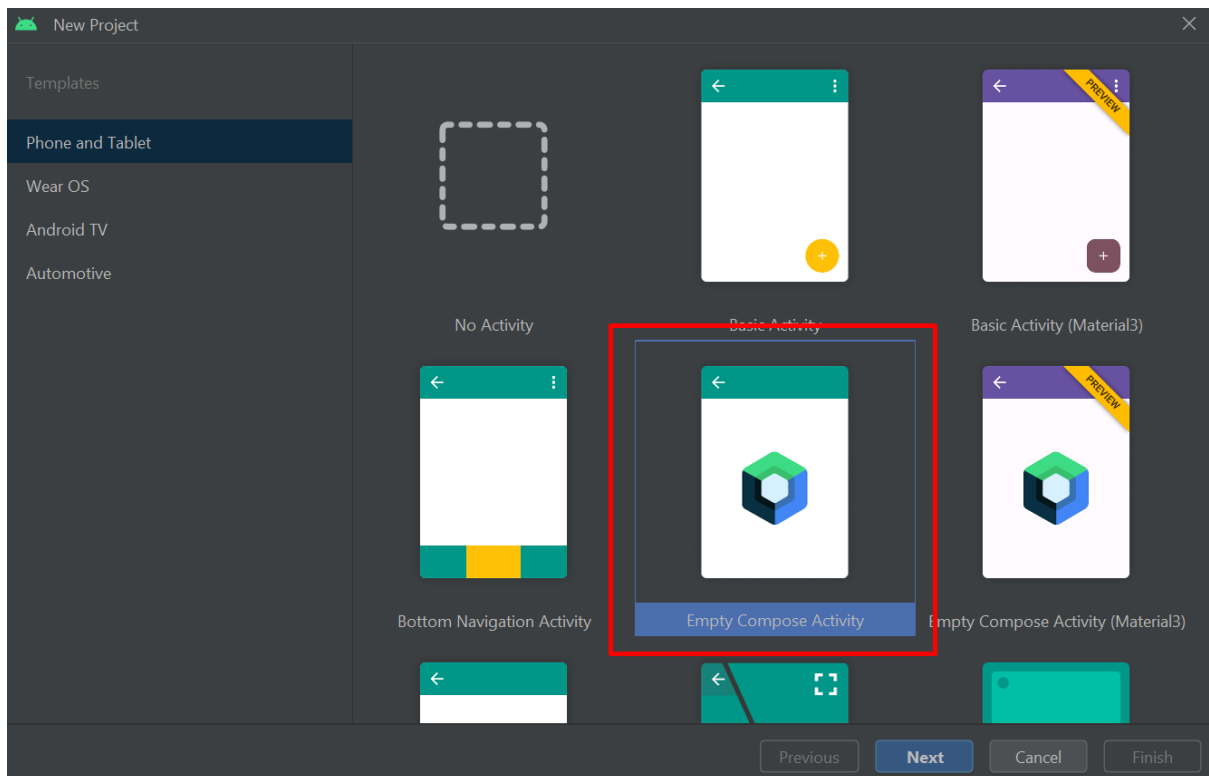 New Project
Templates
Phone and Tablet
Wear OS
Android TV
Automotive
PREVIEW
No Activity
Basic Activity
Basic Activity (Material3)
PREVIEW
Bottom Navigation Activity
Empty Compose Activity
Empty Compose Activity (Material3)
Previous
Next
Cancel
Finish